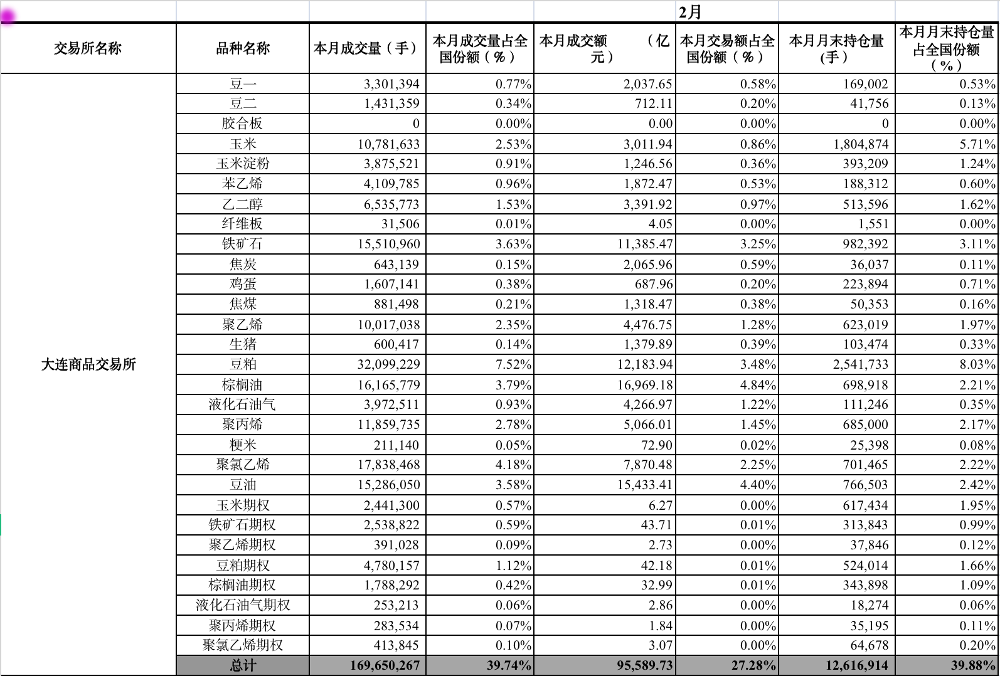 2月
交易所名称 品种名称 本月成交量（手） 本月成交量占全国份额（%） 本月成交额 （亿元） 本月交易额占全国份额（%） 本月月末持仓量(手） 本月月末持仓量占全国份额（%）
豆一 3,301,394 0.77% 2,037.65 0.58% 169,002 0.53%
豆二 1,431,359 0.34% 712.11 0.20% 41,756 0.13%
胶合板 0 0.00% 0.00 0.00% 0 0.00%
玉米 10,781,633 2.53% 3,011.94 0.86% 1,804,874 5.71%
玉米淀粉 3,875,521 0.91% 1,246.56 0.36% 393,209 1.24%
苯乙烯 4,109,785 0.96% 1,872.47 0.53% 188,312 0.60%
乙二醇 6,535,773 1.53% 3,391.92 0.97% 513,596 1.62%
纤维板 31,506 0.01% 4.05 0.00% 1,551 0.00%
铁矿石 15,510,960 3.63% 11,385.47 3.25% 982,392 3.11%
焦炭 643,139 0.15% 2,065.96 0.59% 36,037 0.11%
鸡蛋 1,607,141 0.38% 687.96 0.20% 223,894 0.71%
焦煤 881,498 0.21% 1,318.47 0.38% 50,353 0.16%
聚乙烯 10,017,038 2.35% 4,476.75 1.28% 623,019 1.97%
生猪 600,417 0.14% 1,379.89 0.39% 103,474 0.33%
大连商品交易所 豆粕 32,099,229 7.52% 12,183.94 3.48% 2,541,733 8.03%
棕榈油 16,165,779 3.79% 16,969.18 4.84% 698,918 2.21%
液化石油气 3,972,511 0.93% 4,266.97 1.22% 111,246 0.35%
聚丙烯 11,859,735 2.78% 5,066.01 1.45% 685,000 2.17%
粳米 211,140 0.05% 72.90 0.02% 25,398 0.08%
聚氯乙烯 17,838,468 4.18% 7,870.48 2.25% 701,465 2.22%
豆油 15,286,050 3.58% 15,433.41 4.40% 766,503 2.42%
玉米期权 2,441,300 0.57% 6.27 0.00% 617,434 1.95%
铁矿石期权 2,538,822 0.59% 43.71 0.01% 313,843 0.99%
聚乙烯期权 391,028 0.09% 2.73 0.00% 37,846 0.12%
豆粕期权 4,780,157 1.12% 42.18 0.01% 524,014 1.66%
棕榈油期权 1,788,292 0.42% 32.99 0.01% 343,898 1.09%
液化石油气期权 253,213 0.06% 2.86 0.00% 18,274 0.06%
聚丙烯期权 283,534 0.07% 1.84 0.00% 35,195 0.11%
聚氯乙烯期权 413,845 0.10% 3.07 0.00% 64,678 0.20%
总计 169,650,267 39.74% 95,589.73 27.28% 12,616,914 39.88%